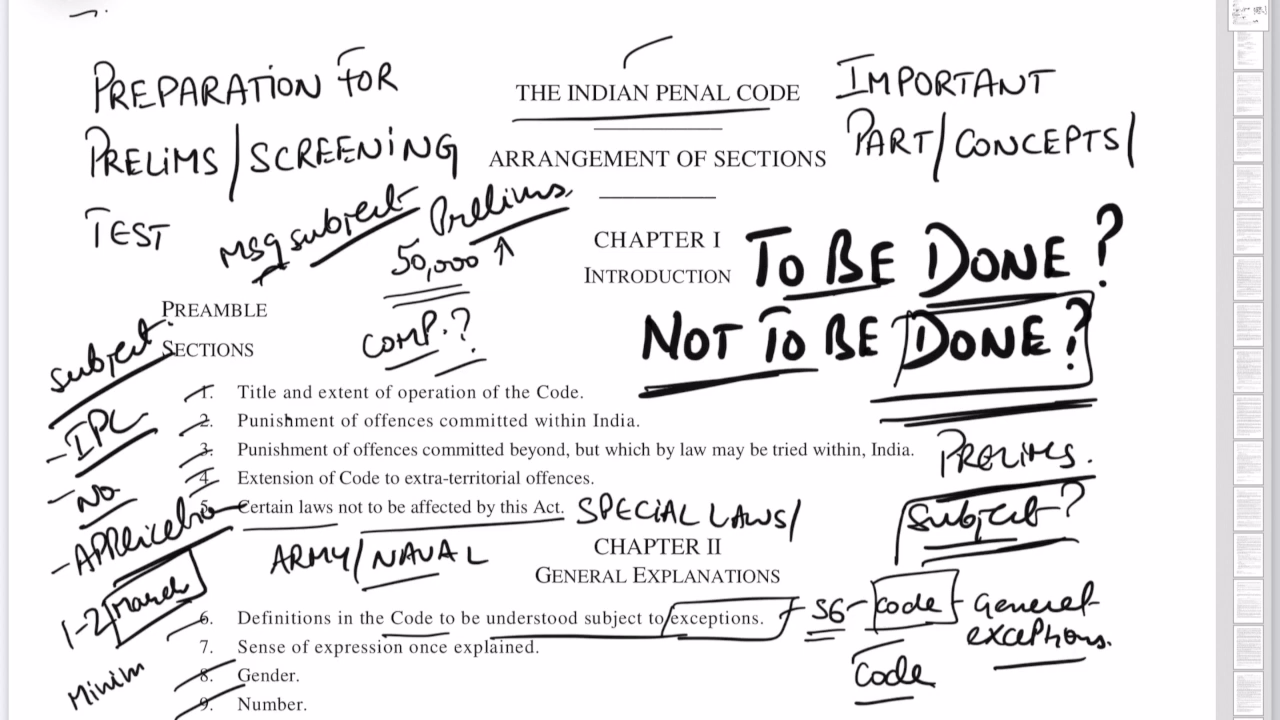 PREPARATION FOR
PRELIMS/SCREENING
TEST
THE INDIAN PENAL CODE
ARRANGEMENT OF SECTIONS
IMPORTANT
PART/CONCEPTS/
MSQ subject
Prelims
50,000 ↑
COMP.?
CHAPTER I
INTRODUCTION
TO BE DONE?
NOT TO BE DONE?
PREAMBLE
SECTIONS
subject.
- IPC
- No.
- APPlication
1-2 March
Minim
1. Title and extent of operation of the Code.
2. Punishment of offences committed within India.
3. Punishment of offences committed beyond, but which by law may be tried within, India.
4. Extension of Code to extra-territorial offences.
5. Certain laws not to be affected by this Act.
SPECIAL LAWS/
ARMY/NAVAL
PRELIMS.
Subject?
CHAPTER II
GENERAL EXPLANATIONS
6. Definitions in the Code to be understood subject to exceptions.
S6 - code - General
exceptions.
Code
7. Sense of expression once explained.
8. Gender.
9. Number.